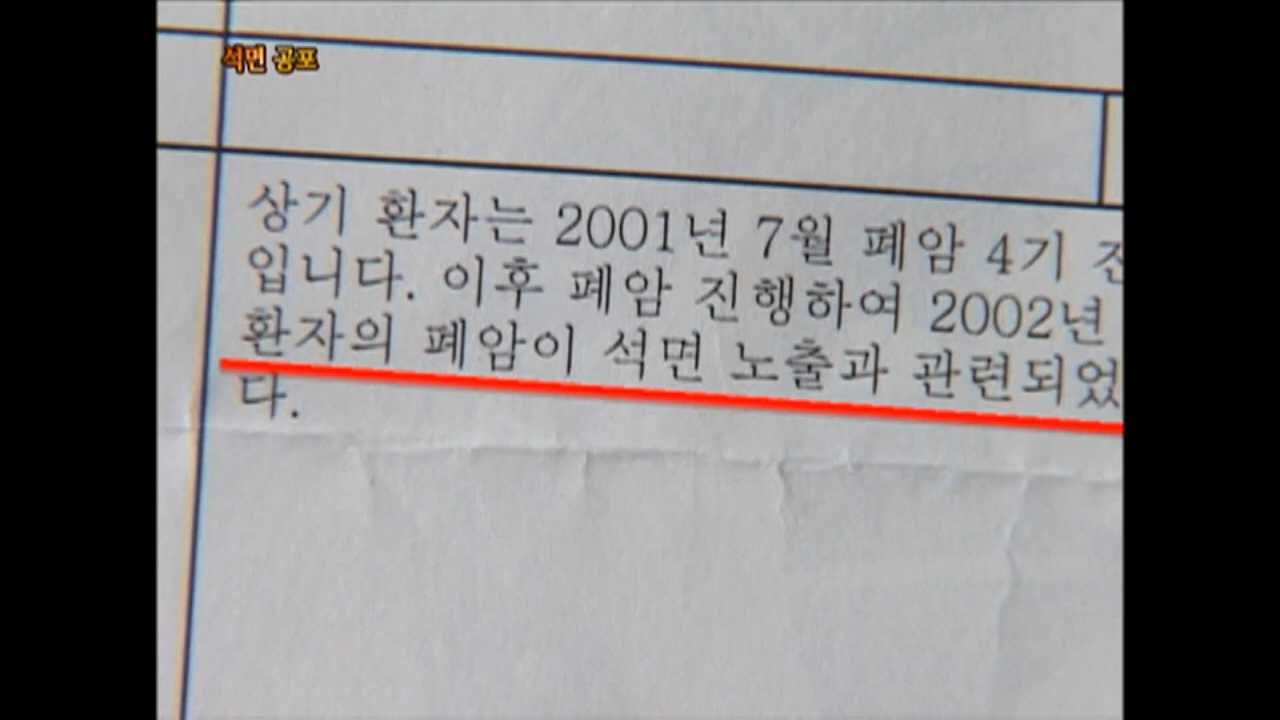 석면 공포
상기 환자는 2001년 7월 폐암 4기
입니다. 이후 폐암 진행하여 2002년
환자의 폐암이 석면 노출과 관련되었
다.